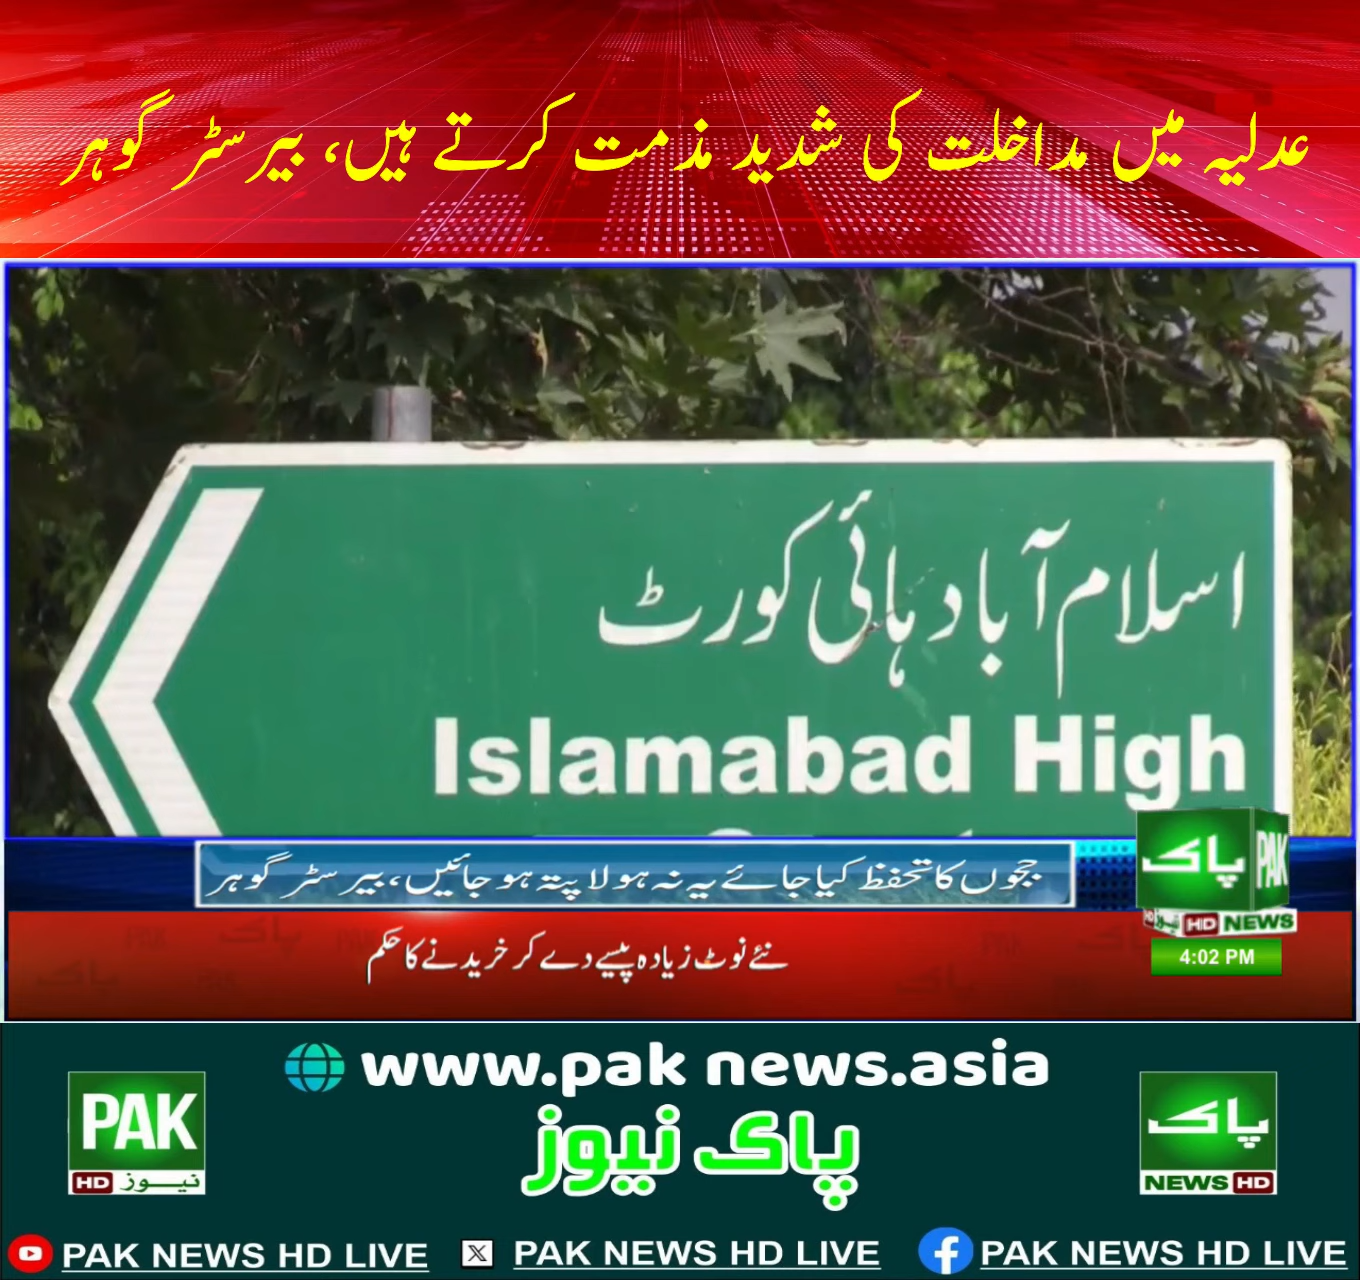 عدلیہ میں مداخلت کی شدید مذمت کرتے ہیں، بیرسٹر گوہر
اسلام آباد ہائی کورٹ
Islamabad High
ججوں کا تحفظ کیا جائے یہ نہ ہو لاپتہ ہو جائیں، بیرسٹر گوہر
پاک PAK
HD نیوز HD NEWS
نئے نوٹ زیادہ پیسے دے کر خریدنے کا حکم
4:02 PM
www.pak news.asia
پاک نیوز
PAK
HD نیوز
پاک
NEWS HD
PAK NEWS HD LIVE
PAK NEWS HD LIVE
PAK NEWS HD LIVE